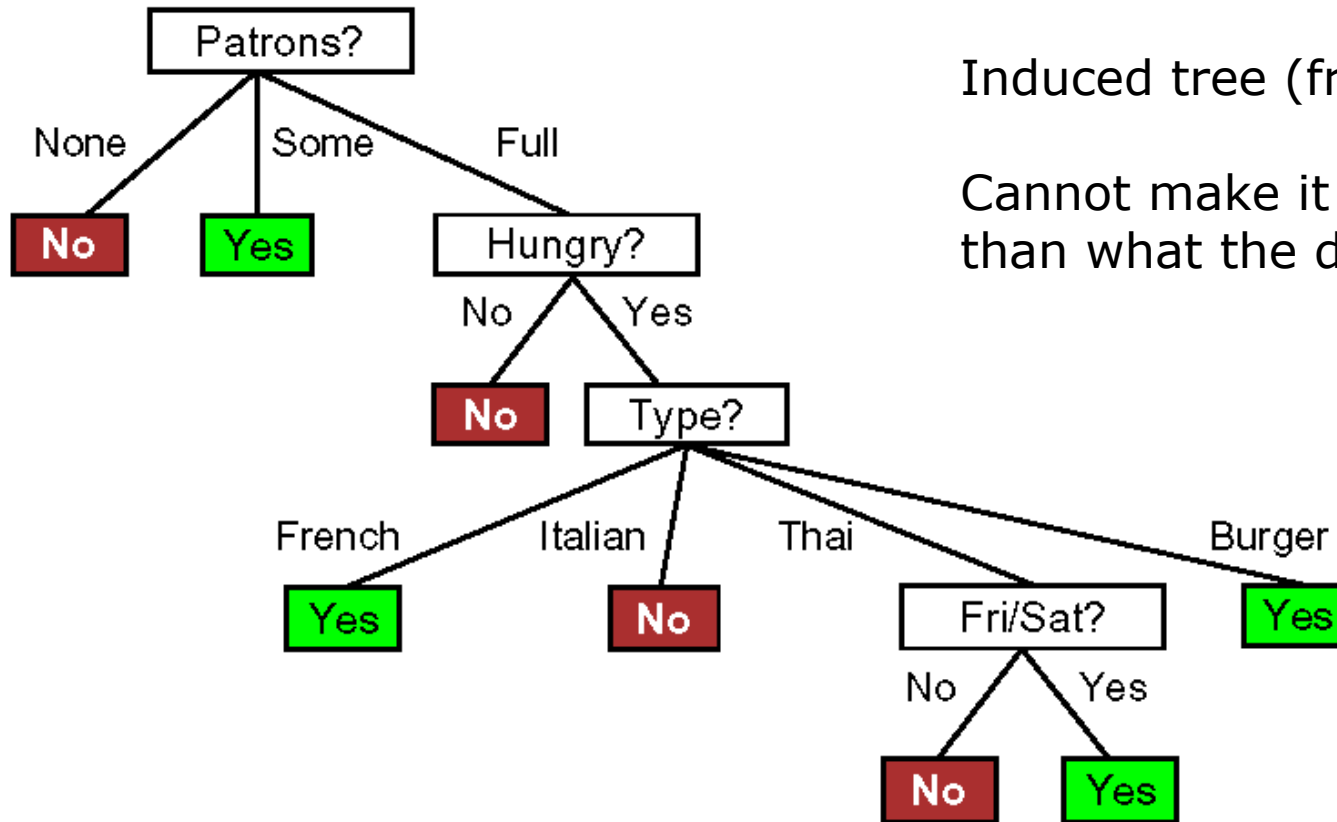 Patrons?
Induced tree (fr
None Some Full
Cannot make it
than what the d
No Yes Hungry?
No Yes
No Type?
French Italian Thai Burger
Yes No Fri/Sat? Yes
No Yes
No Yes